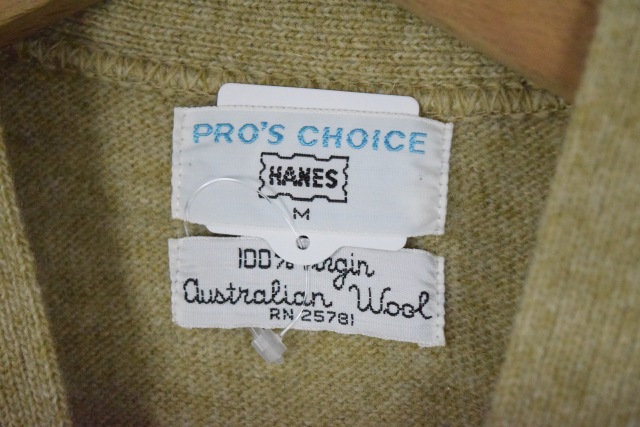 PRO'S CHOICE
HANES
M
100% Virgin
Australian Wool
RN 25781